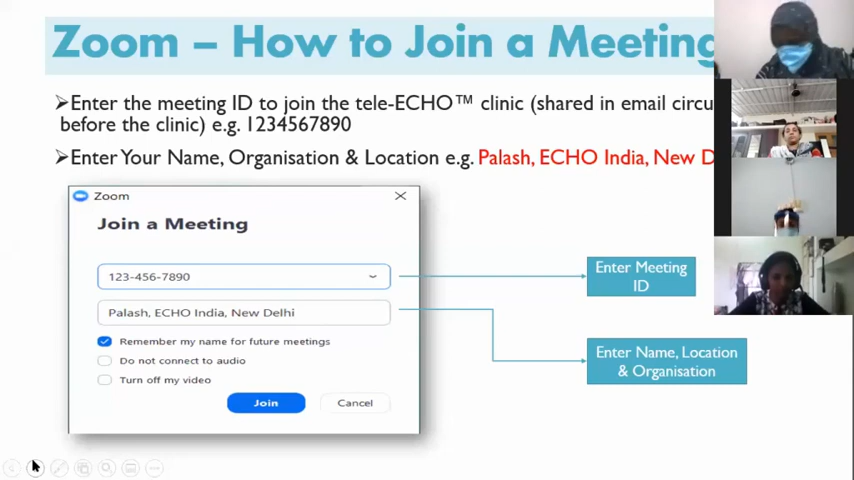 Zoom – How to Join a Meeting
➢Enter the meeting ID to join the tele-ECHO™ clinic (shared in email circu
before the clinic) e.g. 1234567890
➢Enter Your Name, Organisation & Location e.g. Palash, ECHO India, New D
Zoom
Join a Meeting
123-456-7890
Palash, ECHO India, New Delhi
Remember my name for future meetings
Do not connect to audio
Turn off my video
Join Cancel
Enter Meeting
ID
Enter Name, Location
& Organisation